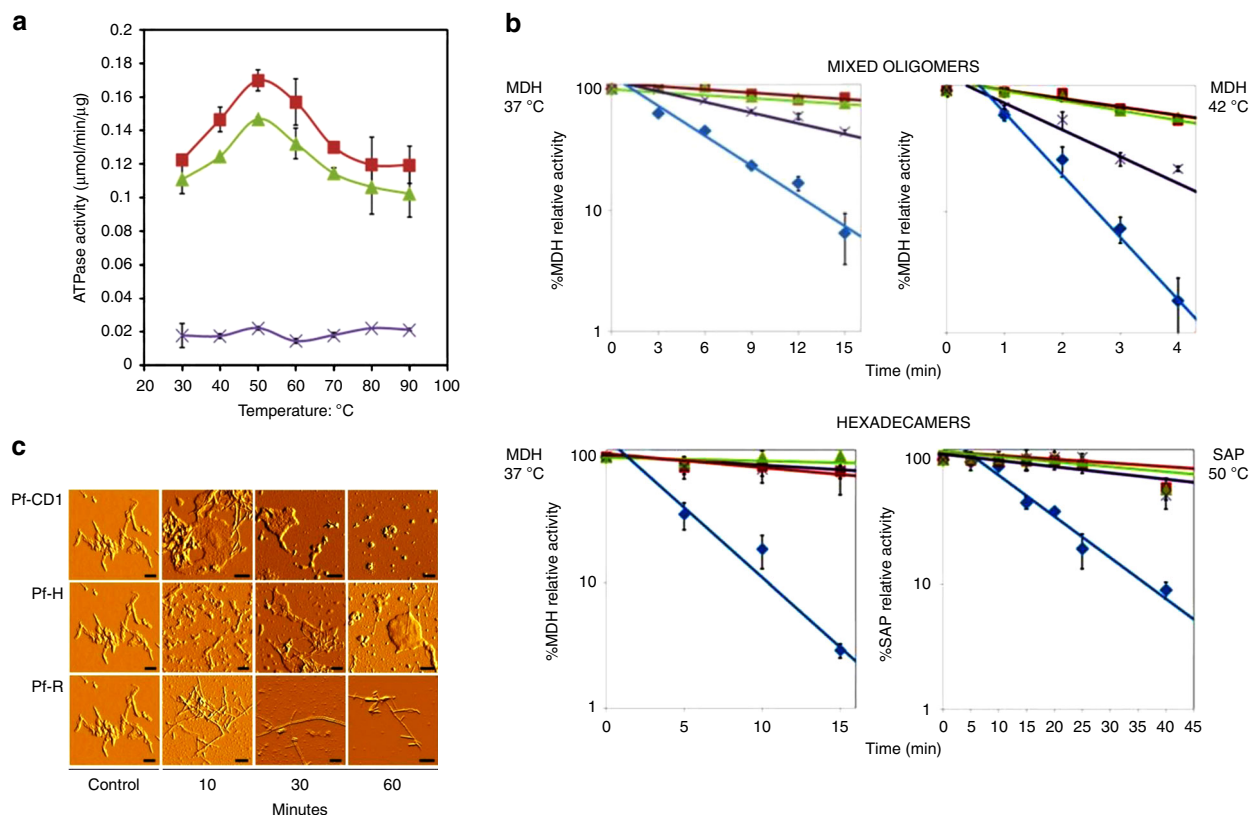 a
ATPase activity (μmol/min/μg)
0.2
0.18
0.16
0.14
0.12
0.1
0.08
0.06
0.04
0.02
0
20 30 40 50 60 70 80 90 100
Temperature: °C
b
MIXED OLIGOMERS
MDH
37 °C
%MDH relative activity
100
10
1
0 3 6 9 12 15
MDH
42 °C
%MDH relative activity
0 1 2 3 4
Time (min)
HEXADECAMERS
MDH
37 °C
%MDH relative activity
100
10
1
0 5 10 15
SAP
50 °C
%SAP relative activity
100
10
1
0 5 10 15 20 25 30 35 40 45
Time (min)
c
Pf-CD1
Pf-H
Pf-R
Control 10 30 60
Minutes